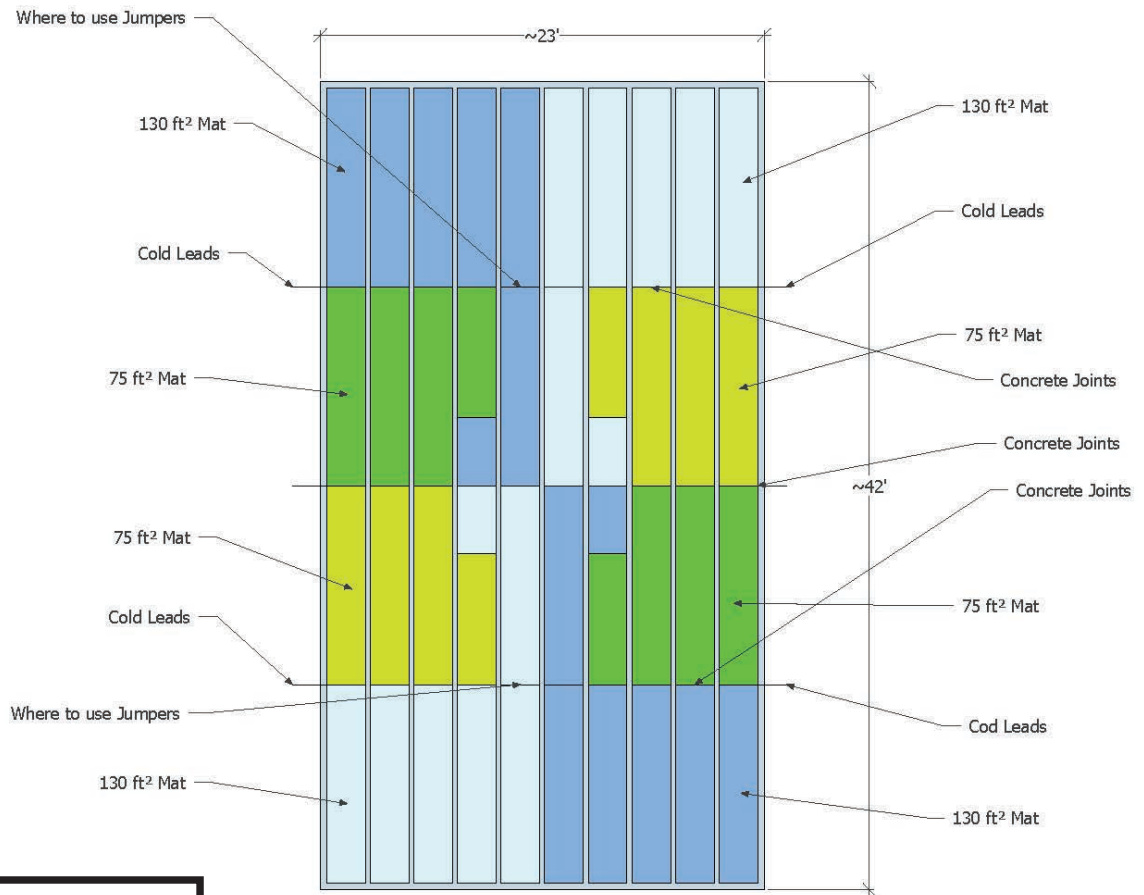 Where to use Jumpers
~23'
130 ft² Mat
130 ft² Mat
Cold Leads
Cold Leads
75 ft² Mat
75 ft² Mat
Concrete Joints
Concrete Joints
~42'
Concrete Joints
75 ft² Mat
75 ft² Mat
Cold Leads
Where to use Jumpers
Cod Leads
130 ft² Mat
130 ft² Mat